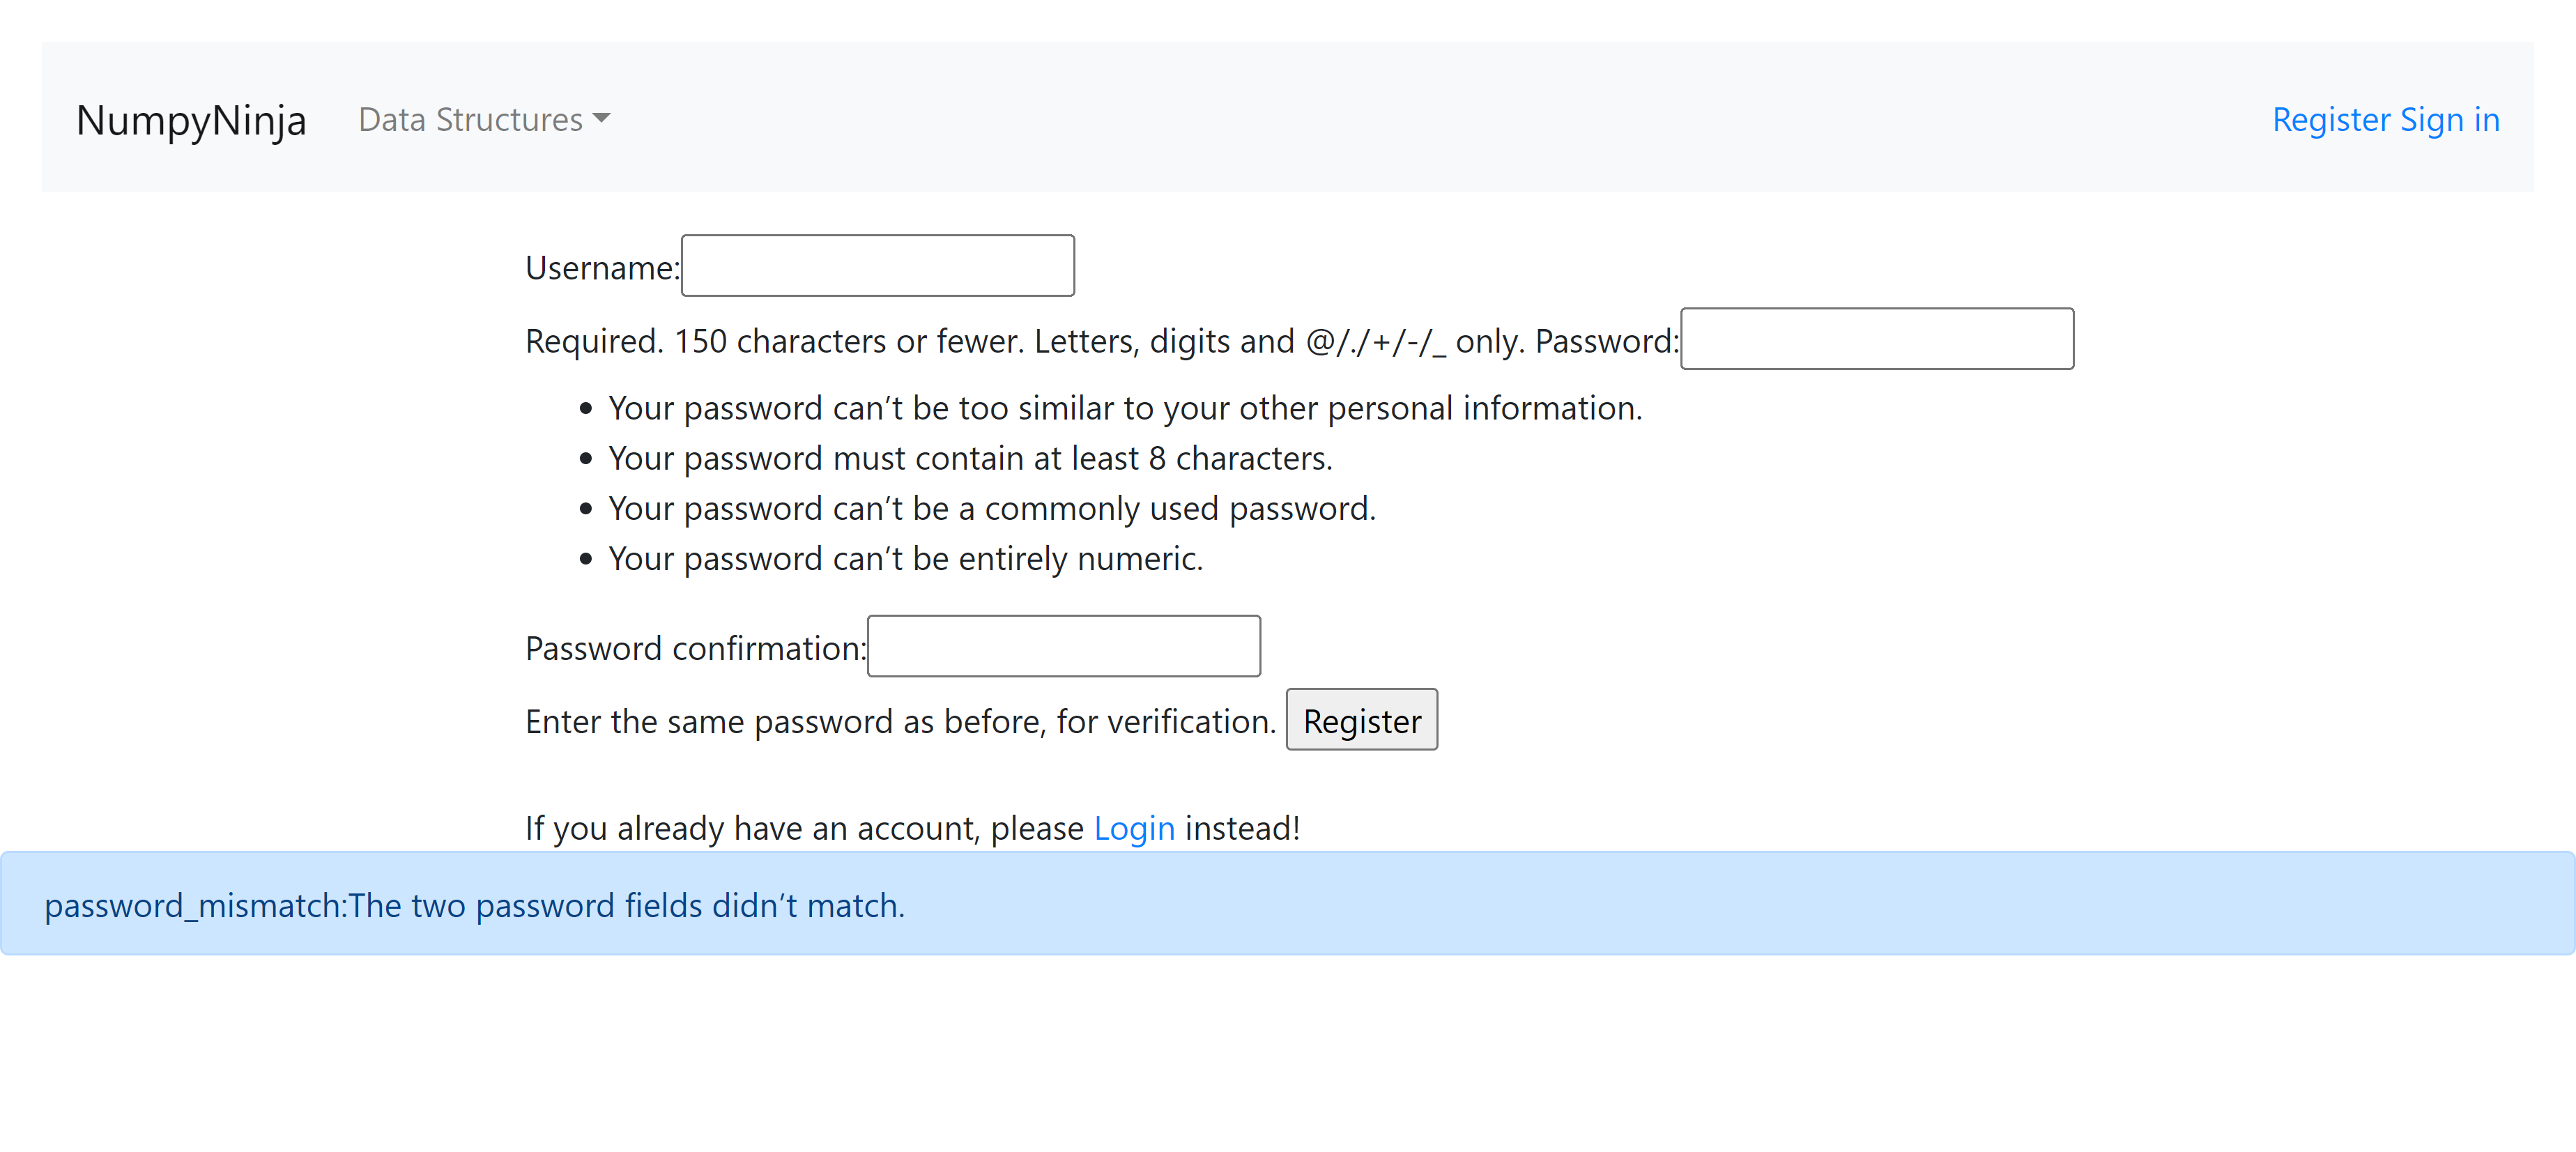 NumpyNinja Data Structures Register Sign in
Username:
Required. 150 characters or fewer. Letters, digits and @/./+/-/_ only. Password:
Your password can’t be too similar to your other personal information.
Your password must contain at least 8 characters.
Your password can’t be a commonly used password.
Your password can’t be entirely numeric.
Password confirmation:
Enter the same password as before, for verification. Register
If you already have an account, please Login instead!
password_mismatch:The two password fields didn’t match.